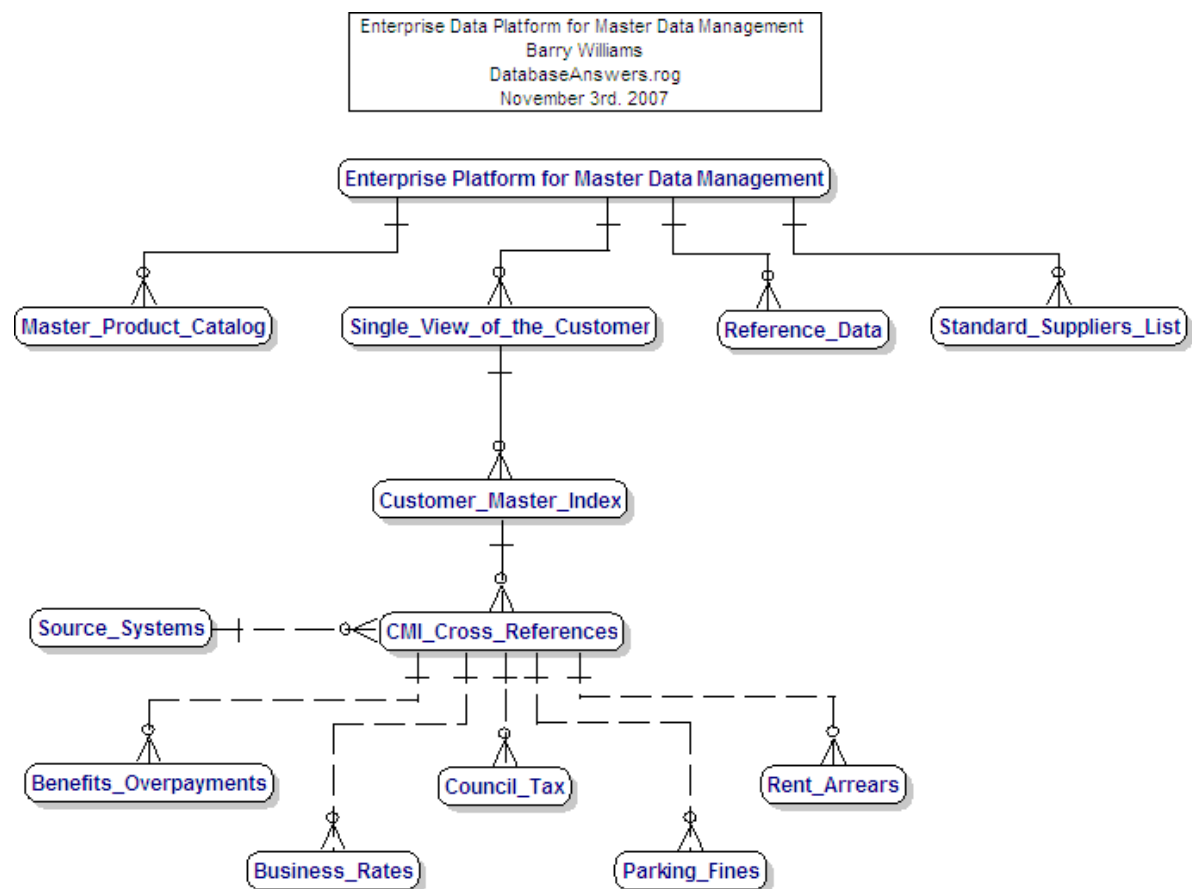 Enterprise Data Platform for Master Data Management
Barry Williams
DatabaseAnswers.rog
November 3rd. 2007
Enterprise Platform for Master Data Management
Master_Product_Catalog
Single_View_of_the_Customer
Reference_Data
Standard_Suppliers_List
Customer_Master_Index
Source_Systems
CMI_Cross_References
Benefits_Overpayments
Council_Tax
Rent_Arrears
Business_Rates
Parking_Fines